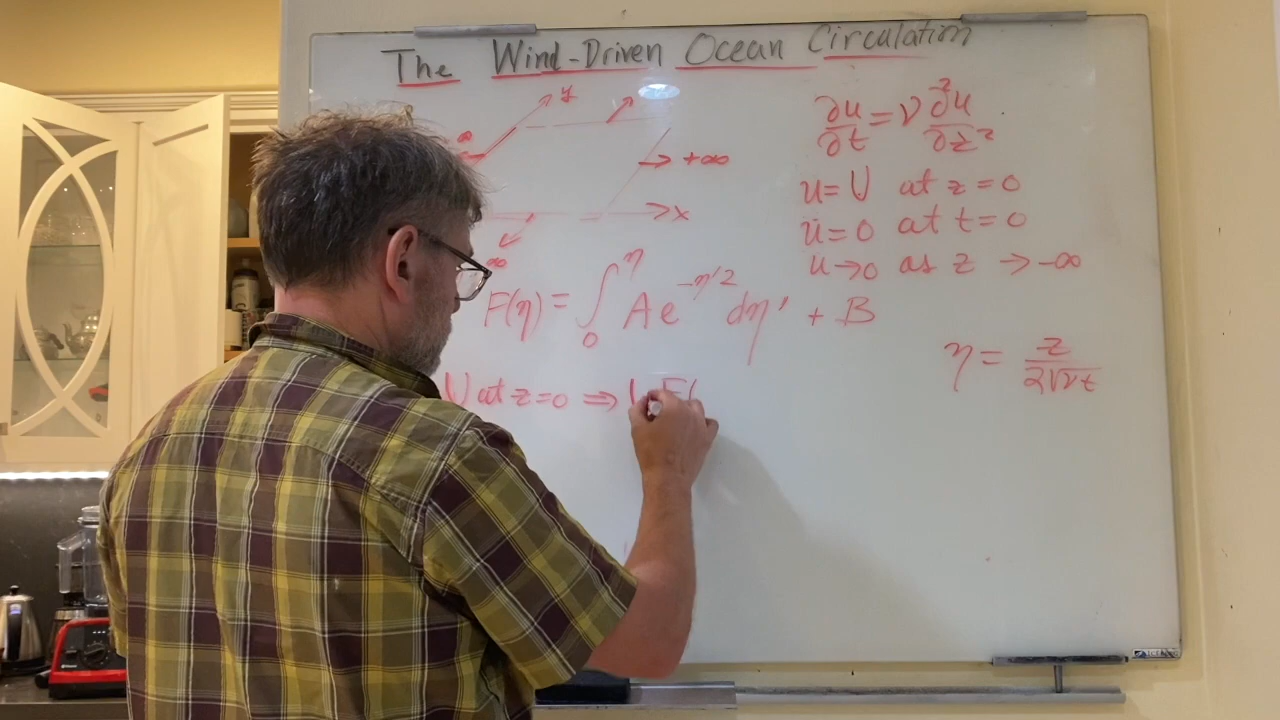 The Wind-Driven Ocean Circulation
y
∞
+∞
x
∞
∂u/∂t = ν ∂²u/∂z²
u = U at z = 0
u = 0 at t = 0
u → 0 as z → -∞
F(η) = ∫₀^η A e^(-η'2) dη' + B
η = z/(2√νt)
U at z = 0 ⇒ U F(